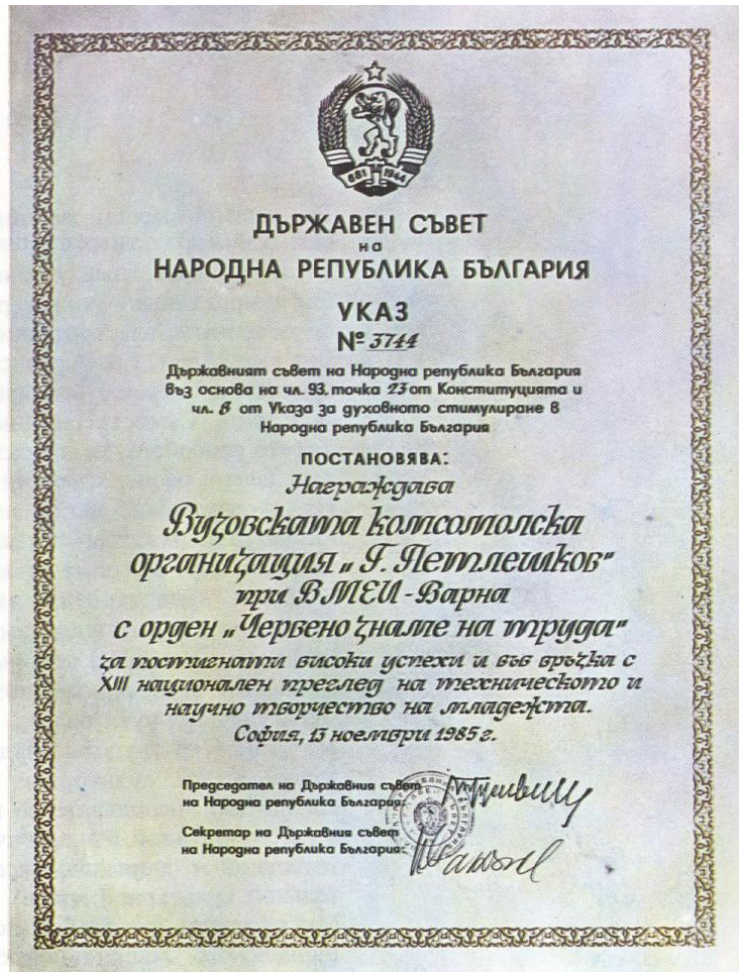 681 1944
ДЪРЖАВЕН СЪВЕТ
на
НАРОДНА РЕПУБЛИКА БЪЛГАРИЯ
УКАЗ
№ 3744
Държавният съвет на Народна република България
въз основа на чл. 93, точка 23 от Конституцията и
чл. 8 от Указа за духовното стимулиране в
Народна република България
ПОСТАНОВЯВА:
Награждава
Вузовската комсомолска
организация „Г. Петлешков"
при ВМЕИ - Варна
с орден „Червено знаме на труда"
за постигнати високи успехи и във връзка с
XIII национален преглед на техническото и
научно творчество на младежта.
София, 13 ноември 1985 г.
Председател на Държавния съвет
на Народна република България:
Секретар на Държавния съвет
на Народна република България: